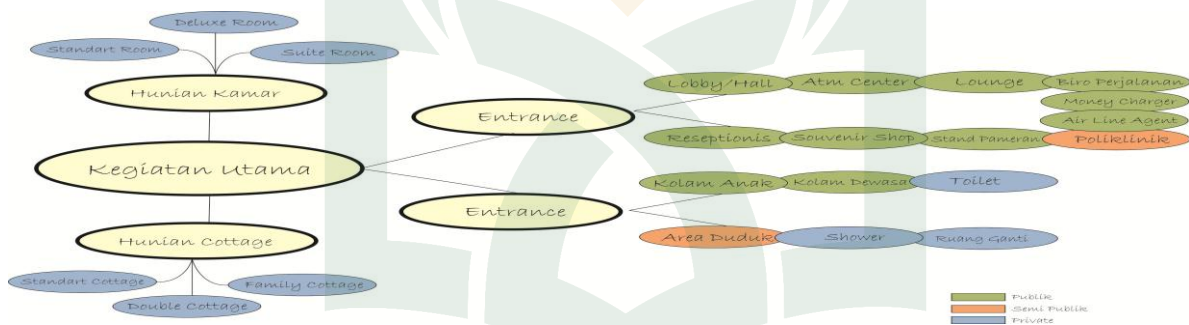 Deluxe Room
Standart Room
Suite Room
Hunian Kamar
Kegiatan Utama
Hunian Cottage
Standart Cottage
Family Cottage
Double Cottage
Entrance
Lobby/Hall
Atm Center
Lounge
Biro Perjalanan
Money Charger
Air Line Agent
Reseptionis
Souvenir Shop
Stand Pameran
Poliklinik
Entrance
Kolam Anak
Kolam Dewasa
Toilet
Area Duduk
Shower
Ruang Ganti
Publik
Semi Publik
Private